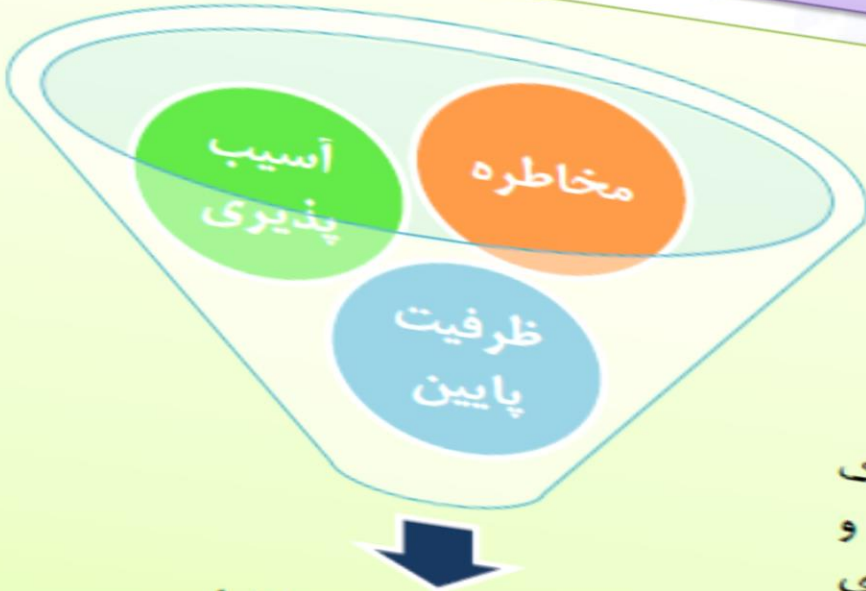 مخاطره
آسیب
پذیری
ظرفیت
پایین
و